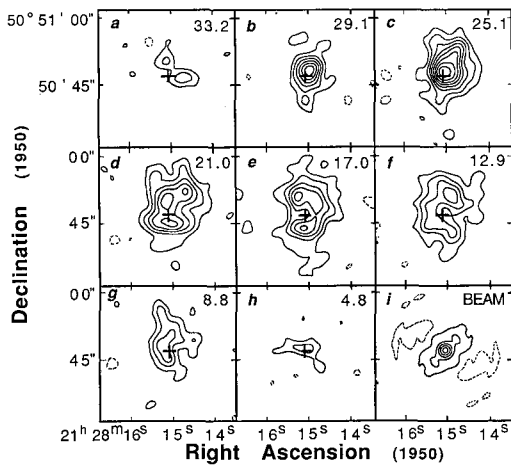 50° 51' 00"
50' 45"
00"
45"
00"
45"
Declination (1950)
a 33.2
b 29.1
c 25.1
d 21.0
e 17.0
f 12.9
g 8.8
h 4.8
i BEAM
21h 28m 16s 15s 14s
16s 15s 14s
16s 15s 14s
Right Ascension (1950)